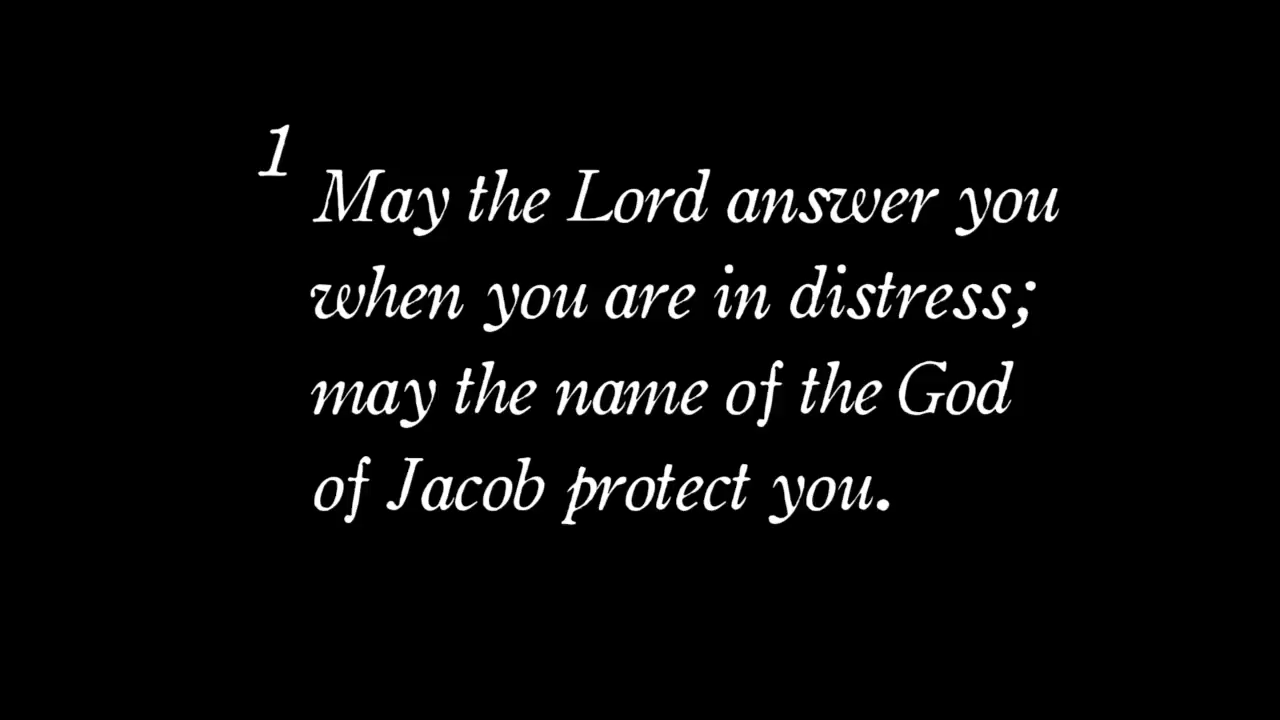 1 May the Lord answer you
when you are in distress;
may the name of the God
of Jacob protect you.